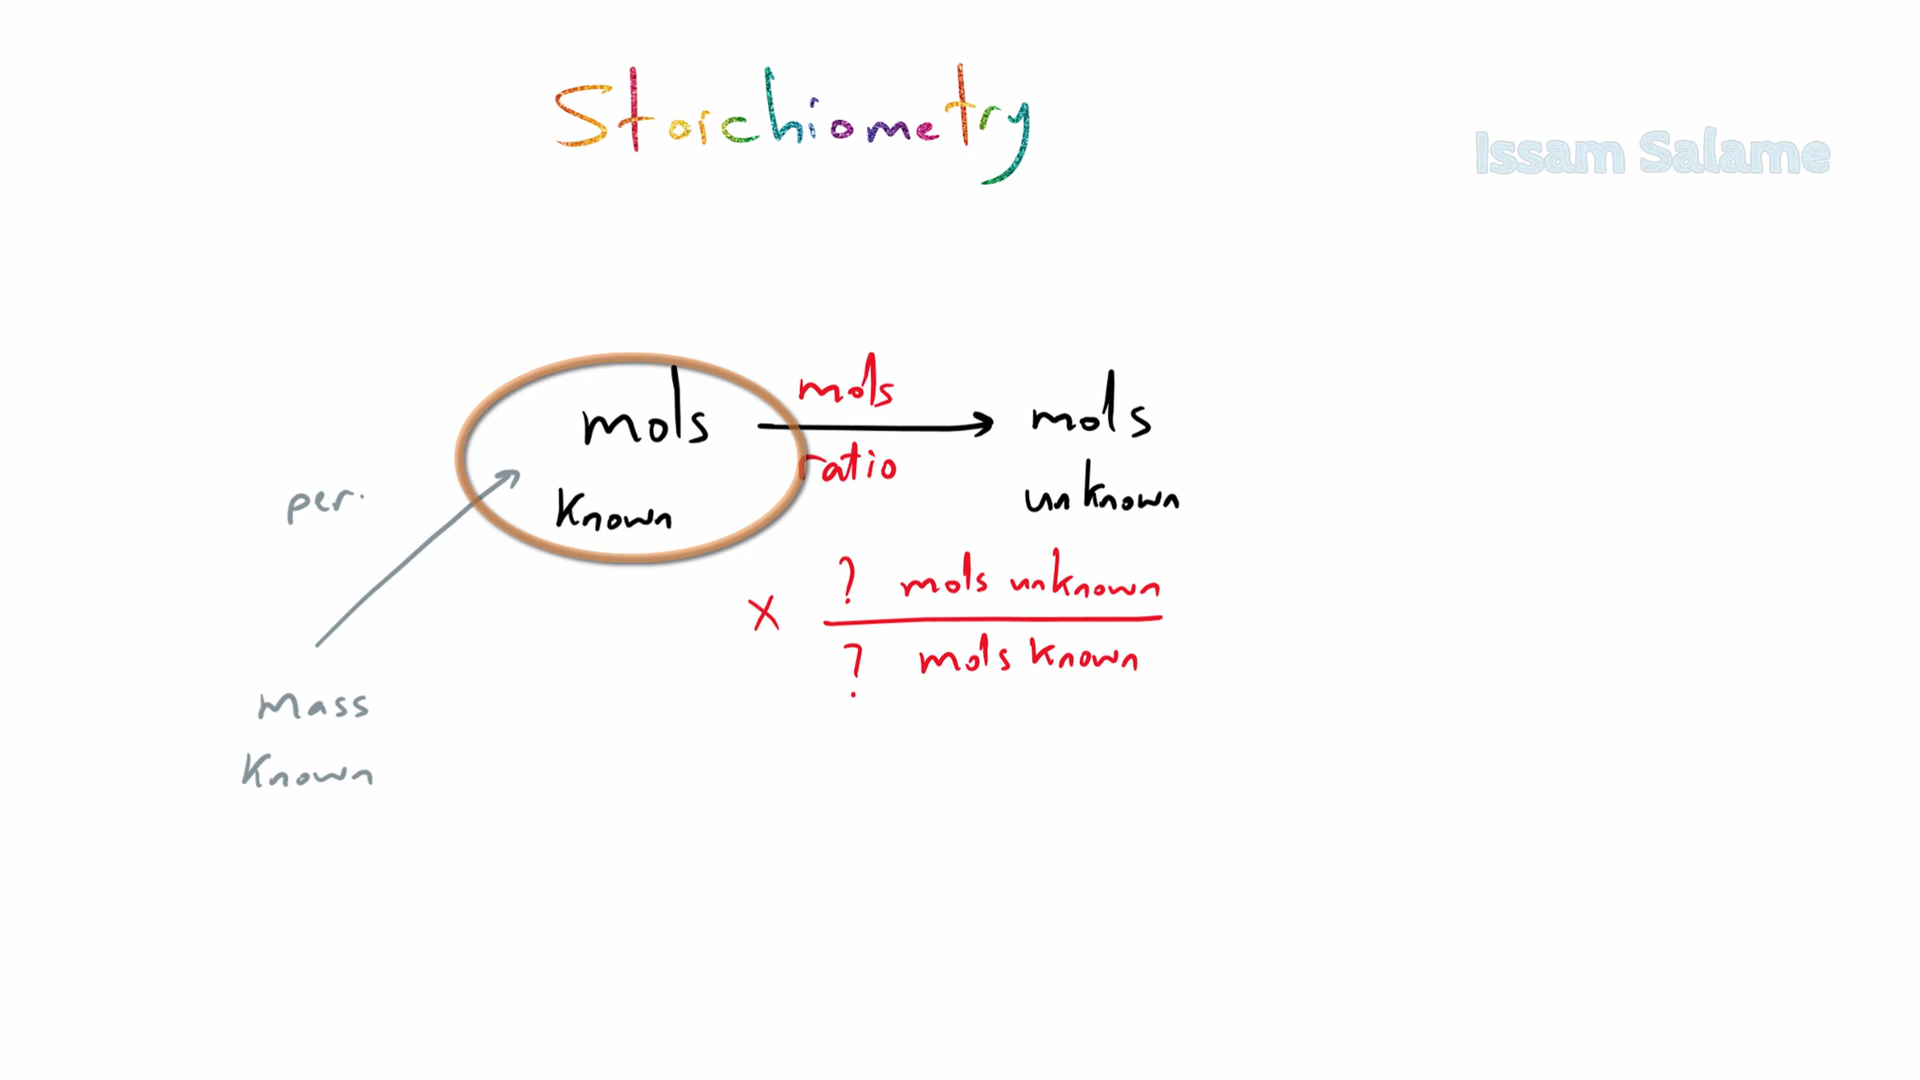 Stoichiometry
Issam Salame
mols
ratio
mols
known
mols
unknown
per.
x ? mols unknown
? mols known
Mass
Known